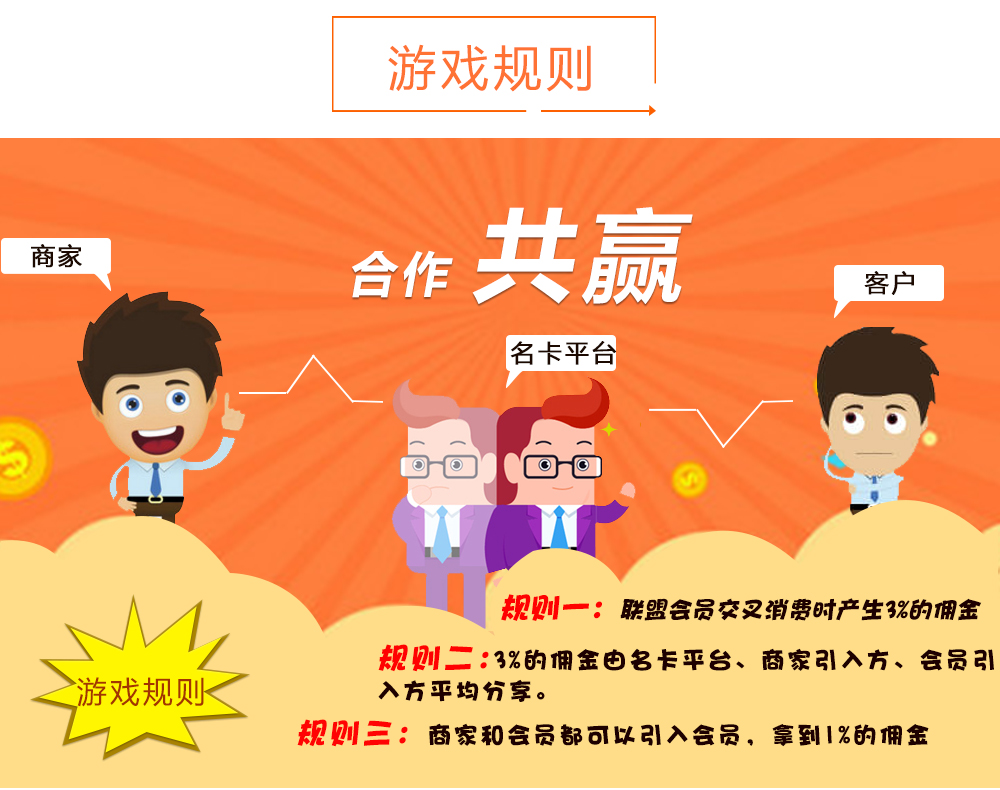 游戏规则
合作 共赢
商家
客户
名卡平台
规则一：联盟会员交叉消费时产生3%的佣金
规则二：3%的佣金由名卡平台、商家引入方、会员引
入方平均分享。
游戏规则
规则三：商家和会员都可以引入会员，拿到1%的佣金